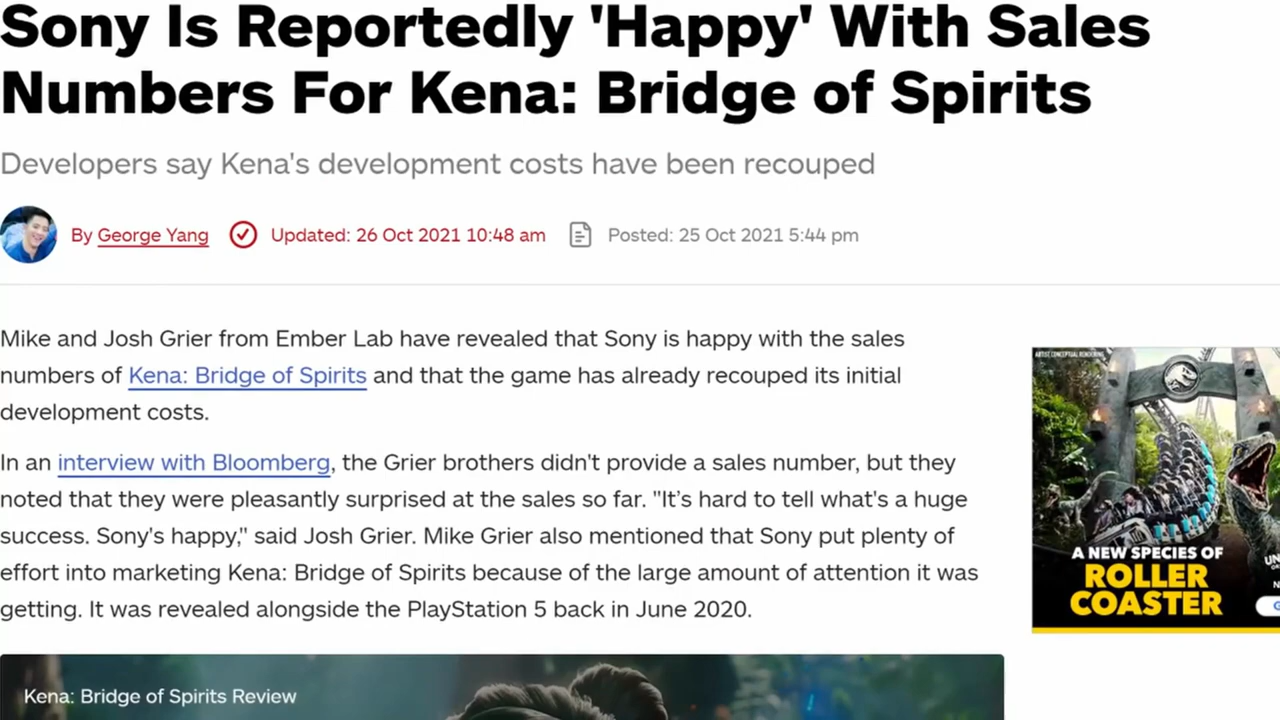 Sony Is Reportedly 'Happy' With Sales
Numbers For Kena: Bridge of Spirits
Developers say Kena's development costs have been recouped
By George Yang
Updated: 26 Oct 2021 10:48 am
Posted: 25 Oct 2021 5:44 pm
Mike and Josh Grier from Ember Lab have revealed that Sony is happy with the sales
numbers of Kena: Bridge of Spirits and that the game has already recouped its initial
development costs.
In an interview with Bloomberg, the Grier brothers didn't provide a sales number, but they
noted that they were pleasantly surprised at the sales so far. "It’s hard to tell what's a huge
success. Sony's happy," said Josh Grier. Mike Grier also mentioned that Sony put plenty of
effort into marketing Kena: Bridge of Spirits because of the large amount of attention it was
getting. It was revealed alongside the PlayStation 5 back in June 2020.
ARTIST CONCEPTUAL RENDERING
A NEW SPECIES OF
ROLLER
COASTER
Kena: Bridge of Spirits Review